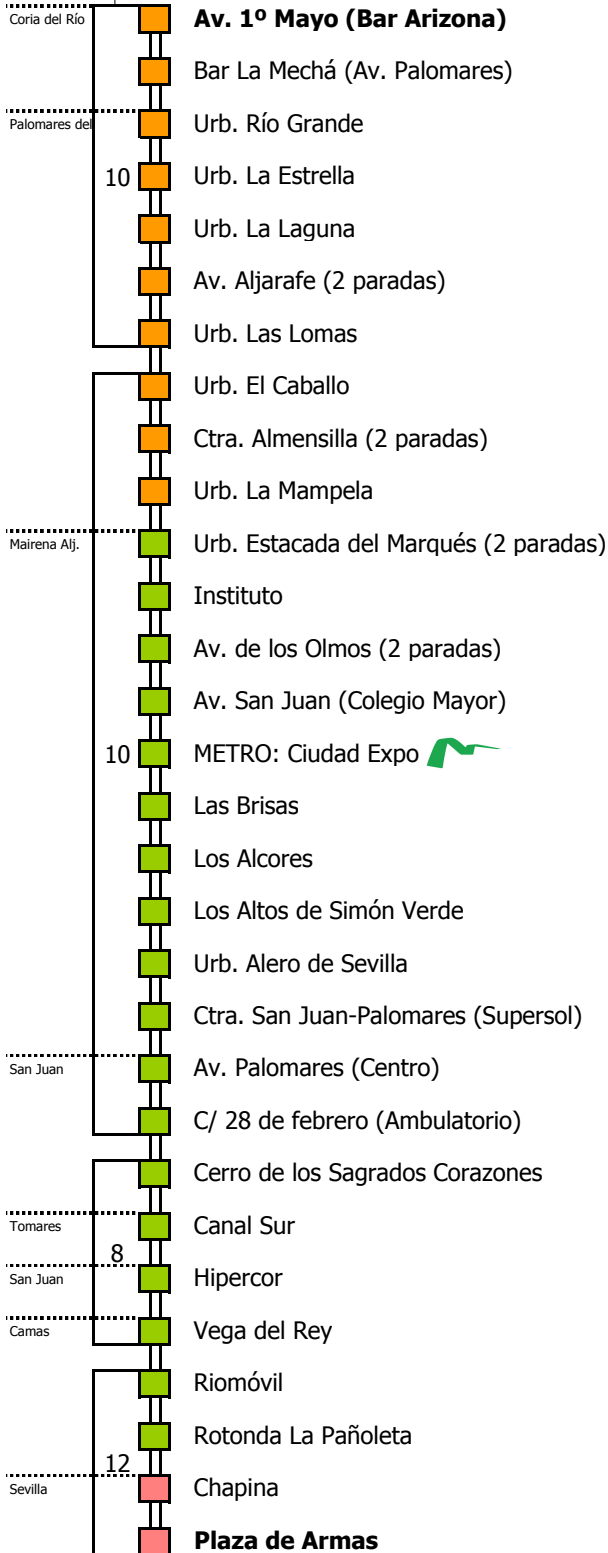 Coria del Río
Av. 1º Mayo (Bar Arizona)
Bar La Mechá (Av. Palomares)
Palomares del
Urb. Río Grande
10
Urb. La Estrella
Urb. La Laguna
Av. Aljarafe (2 paradas)
Urb. Las Lomas
Urb. El Caballo
Ctra. Almensilla (2 paradas)
Urb. La Mampela
Mairena Alj.
Urb. Estacada del Marqués (2 paradas)
Instituto
Av. de los Olmos (2 paradas)
Av. San Juan (Colegio Mayor)
10
METRO: Ciudad Expo
Las Brisas
Los Alcores
Los Altos de Simón Verde
Urb. Alero de Sevilla
Ctra. San Juan-Palomares (Supersol)
San Juan
Av. Palomares (Centro)
C/ 28 de febrero (Ambulatorio)
Cerro de los Sagrados Corazones
Tomares
Canal Sur
8
San Juan
Hipercor
Camas
Vega del Rey
Riomóvil
Rotonda La Pañoleta
12
Sevilla
Chapina
Plaza de Armas